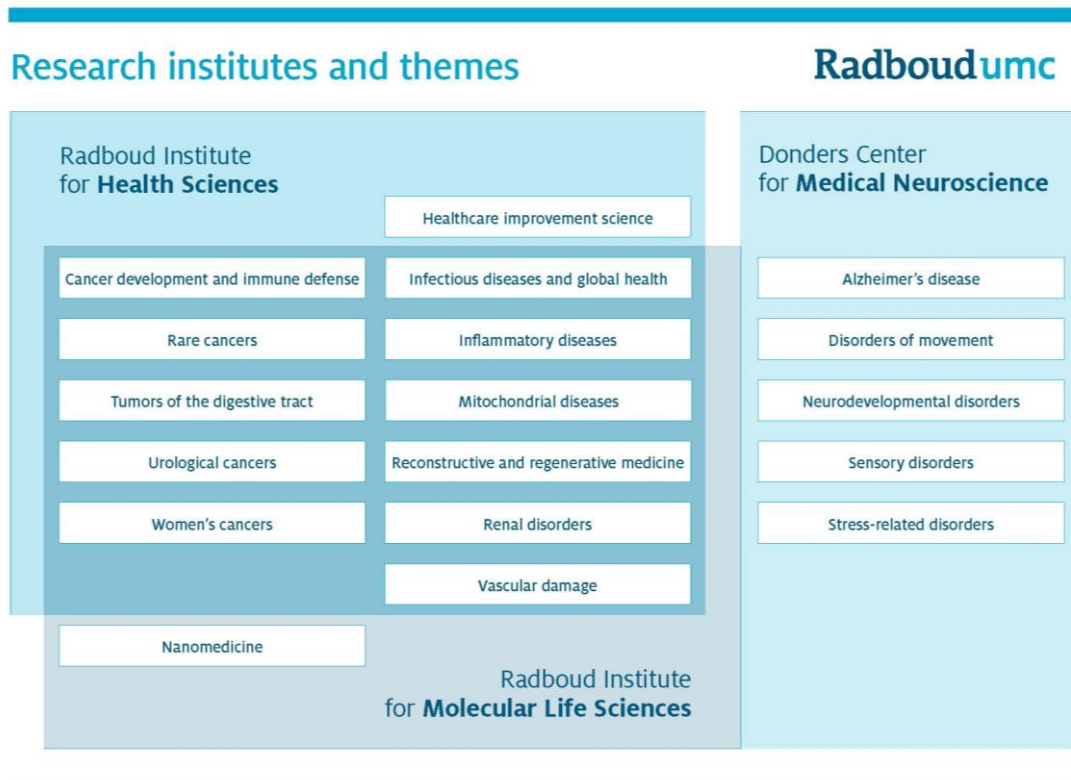 Research institutes and themes
Radboudumc
Radboud Institute
for Health Sciences
Healthcare improvement science
Cancer development and immune defense
Infectious diseases and global health
Rare cancers
Inflammatory diseases
Tumors of the digestive tract
Mitochondrial diseases
Urological cancers
Reconstructive and regenerative medicine
Women's cancers
Renal disorders
Vascular damage
Nanomedicine
Radboud Institute
for Molecular Life Sciences
Donders Center
for Medical Neuroscience
Alzheimer's disease
Disorders of movement
Neurodevelopmental disorders
Sensory disorders
Stress-related disorders